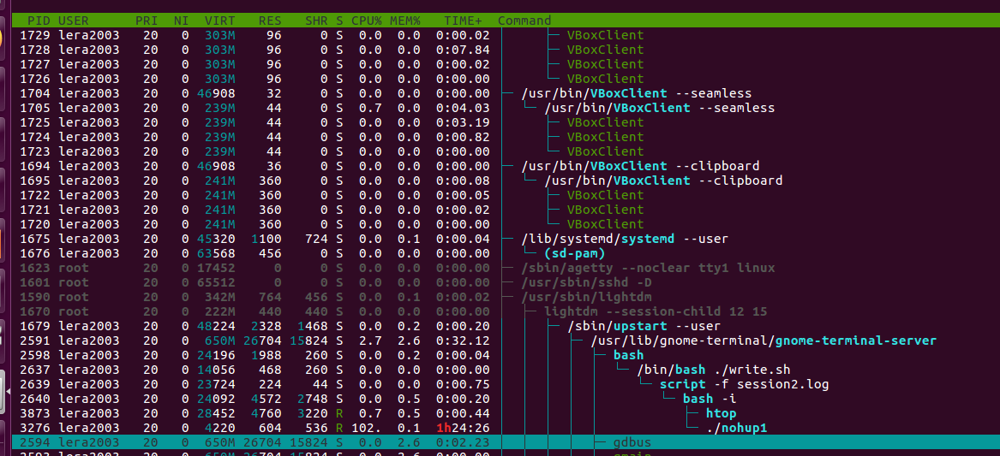 PID USER PRI NI VIRT RES SHR S CPU% MEM% TIME+ Command
1729 lera2003 20 0 303M 96 0 S 0.0 0.0 0:00.02 VBoxClient
1728 lera2003 20 0 303M 96 0 S 0.0 0.0 0:07.84 VBoxClient
1727 lera2003 20 0 303M 96 0 S 0.0 0.0 0:00.02 VBoxClient
1726 lera2003 20 0 303M 96 0 S 0.0 0.0 0:00.00 VBoxClient
1704 lera2003 20 0 46908 32 0 S 0.0 0.0 0:00.00 /usr/bin/VBoxClient --seamless
1705 lera2003 20 0 239M 44 0 S 0.7 0.0 0:04.03 /usr/bin/VBoxClient --seamless
1725 lera2003 20 0 239M 44 0 S 0.0 0.0 0:03.19 VBoxClient
1724 lera2003 20 0 239M 44 0 S 0.0 0.0 0:00.82 VBoxClient
1723 lera2003 20 0 239M 44 0 S 0.0 0.0 0:00.00 VBoxClient
1694 lera2003 20 0 46908 36 0 S 0.0 0.0 0:00.00 /usr/bin/VBoxClient --clipboard
1695 lera2003 20 0 241M 360 0 S 0.0 0.0 0:00.08 /usr/bin/VBoxClient --clipboard
1722 lera2003 20 0 241M 360 0 S 0.0 0.0 0:00.05 VBoxClient
1721 lera2003 20 0 241M 360 0 S 0.0 0.0 0:00.02 VBoxClient
1720 lera2003 20 0 241M 360 0 S 0.0 0.0 0:00.00 VBoxClient
1675 lera2003 20 0 45320 1100 724 S 0.0 0.1 0:00.04 /lib/systemd/systemd --user
1676 lera2003 20 0 63568 456 0 S 0.0 0.0 0:00.00 (sd-pam)
1623 root 20 0 17452 0 0 S 0.0 0.0 0:00.00 /sbin/agetty --noclear tty1 linux
1601 root 20 0 65512 0 0 S 0.0 0.0 0:00.00 /usr/sbin/sshd -D
1590 root 20 0 342M 764 456 S 0.0 0.1 0:00.02 /usr/sbin/lightdm
1670 root 20 0 222M 440 440 S 0.0 0.0 0:00.00 lightdm --session-child 12 15
1679 lera2003 20 0 48224 2328 1468 S 0.0 0.2 0:00.20 /sbin/upstart --user
2591 lera2003 20 0 650M 26704 15824 S 2.7 2.6 0:32.12 /usr/lib/gnome-terminal/gnome-terminal-server
2598 lera2003 20 0 24196 1988 260 S 0.0 0.2 0:00.04 bash
2637 lera2003 20 0 14056 468 260 S 0.0 0.0 0:00.00 /bin/bash ./write.sh
2639 lera2003 20 0 23724 224 44 S 0.0 0.0 0:00.75 script -f session2.log
2640 lera2003 20 0 24092 4572 2748 S 0.0 0.5 0:00.20 bash -i
3873 lera2003 20 0 28452 4760 3220 R 0.7 0.5 0:00.44 htop
3276 lera2003 20 0 4220 604 536 R 102. 0.1 1h24:26 ./nohup1
2594 lera2003 20 0 650M 26704 15824 S 0.0 2.6 0:02.23 gdbus